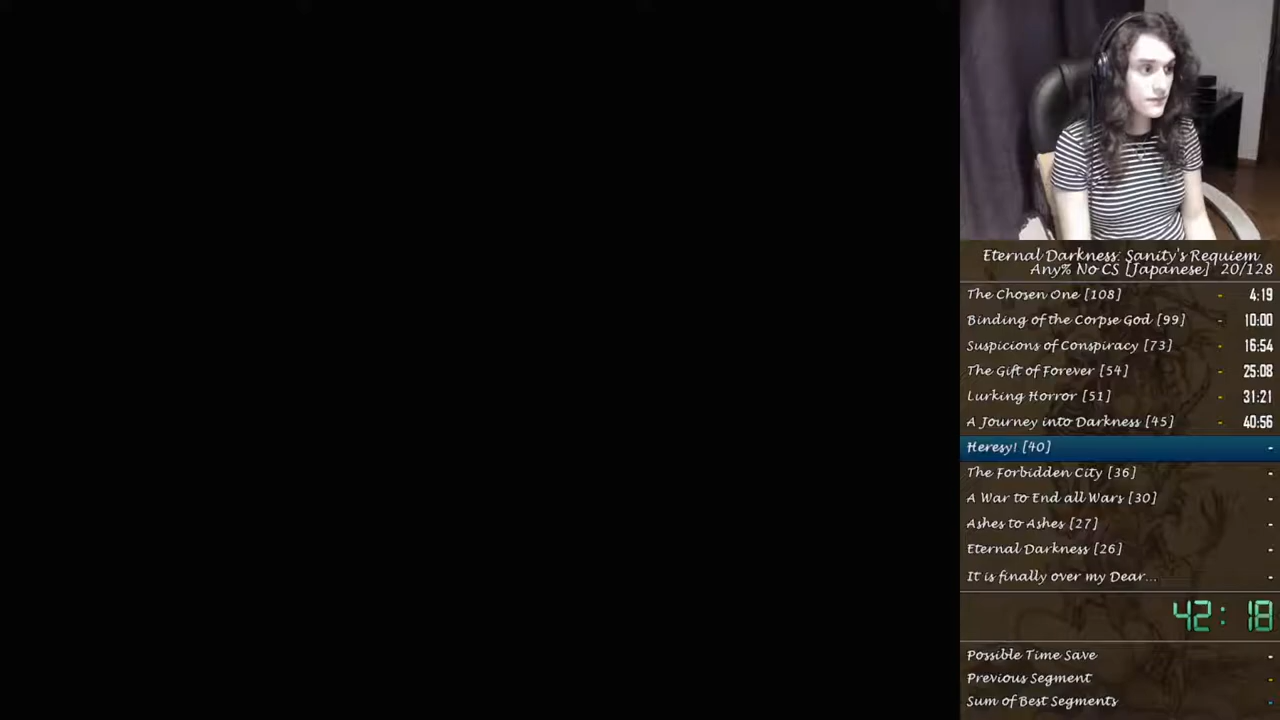 Eternal Darkness: Sanity's Requiem
Any% No CS [Japanese] 20/128
The Chosen One [108] - 4:19
Binding of the Corpse God [99] - 10:00
Suspicions of Conspiracy [73] - 16:54
The Gift of Forever [54] - 25:08
Lurking Horror [51] - 31:21
A Journey into Darkness [45] - 40:56
Heresy! [40] -
The Forbidden City [36] -
A War to End all Wars [30] -
Ashes to Ashes [27] -
Eternal Darkness [26] -
It is finally over my Dear... -
42:18
Possible Time Save -
Previous Segment -
Sum of Best Segments -